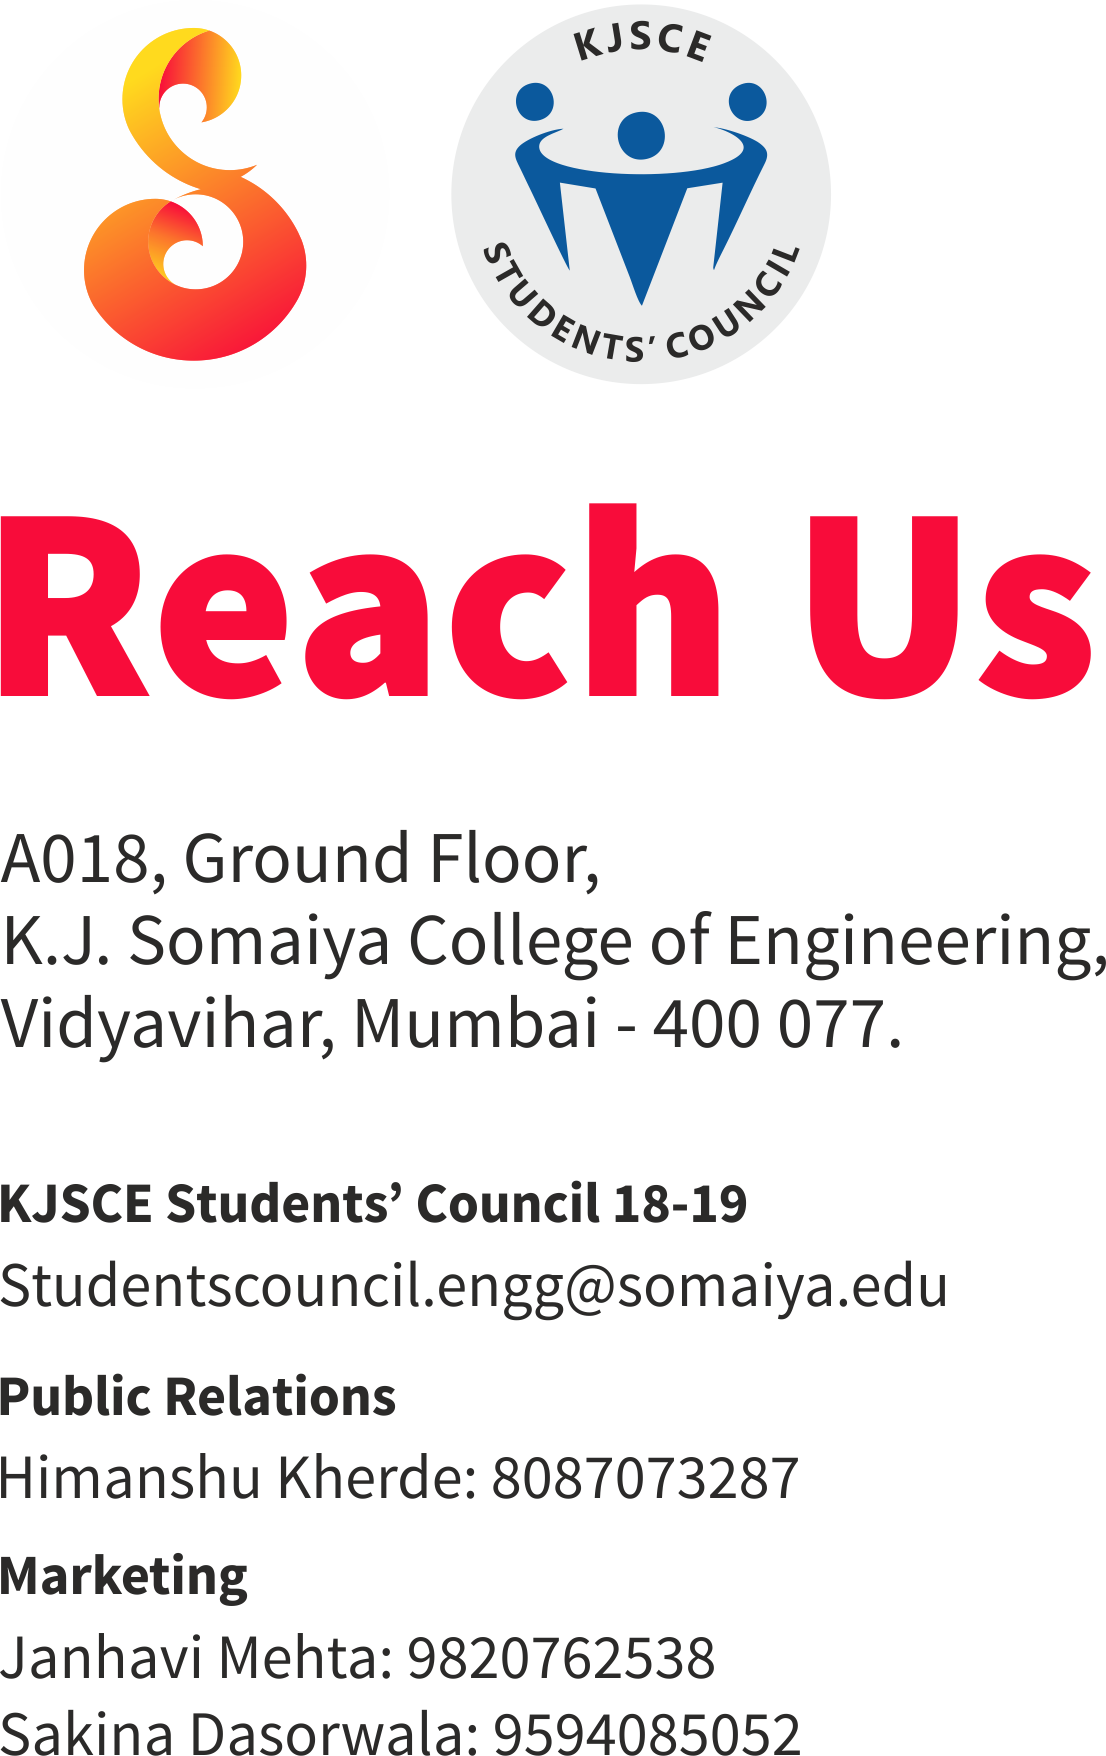 KJSCE
STUDENTS’ COUNCIL
Reach Us
A018, Ground Floor,
K.J. Somaiya College of Engineering,
Vidyavihar, Mumbai - 400 077.
KJSCE Students’ Council 18-19
Studentscouncil.engg@somaiya.edu
Public Relations
Himanshu Kherde: 8087073287
Marketing
Janhavi Mehta: 9820762538
Sakina Dasorwala: 9594085052